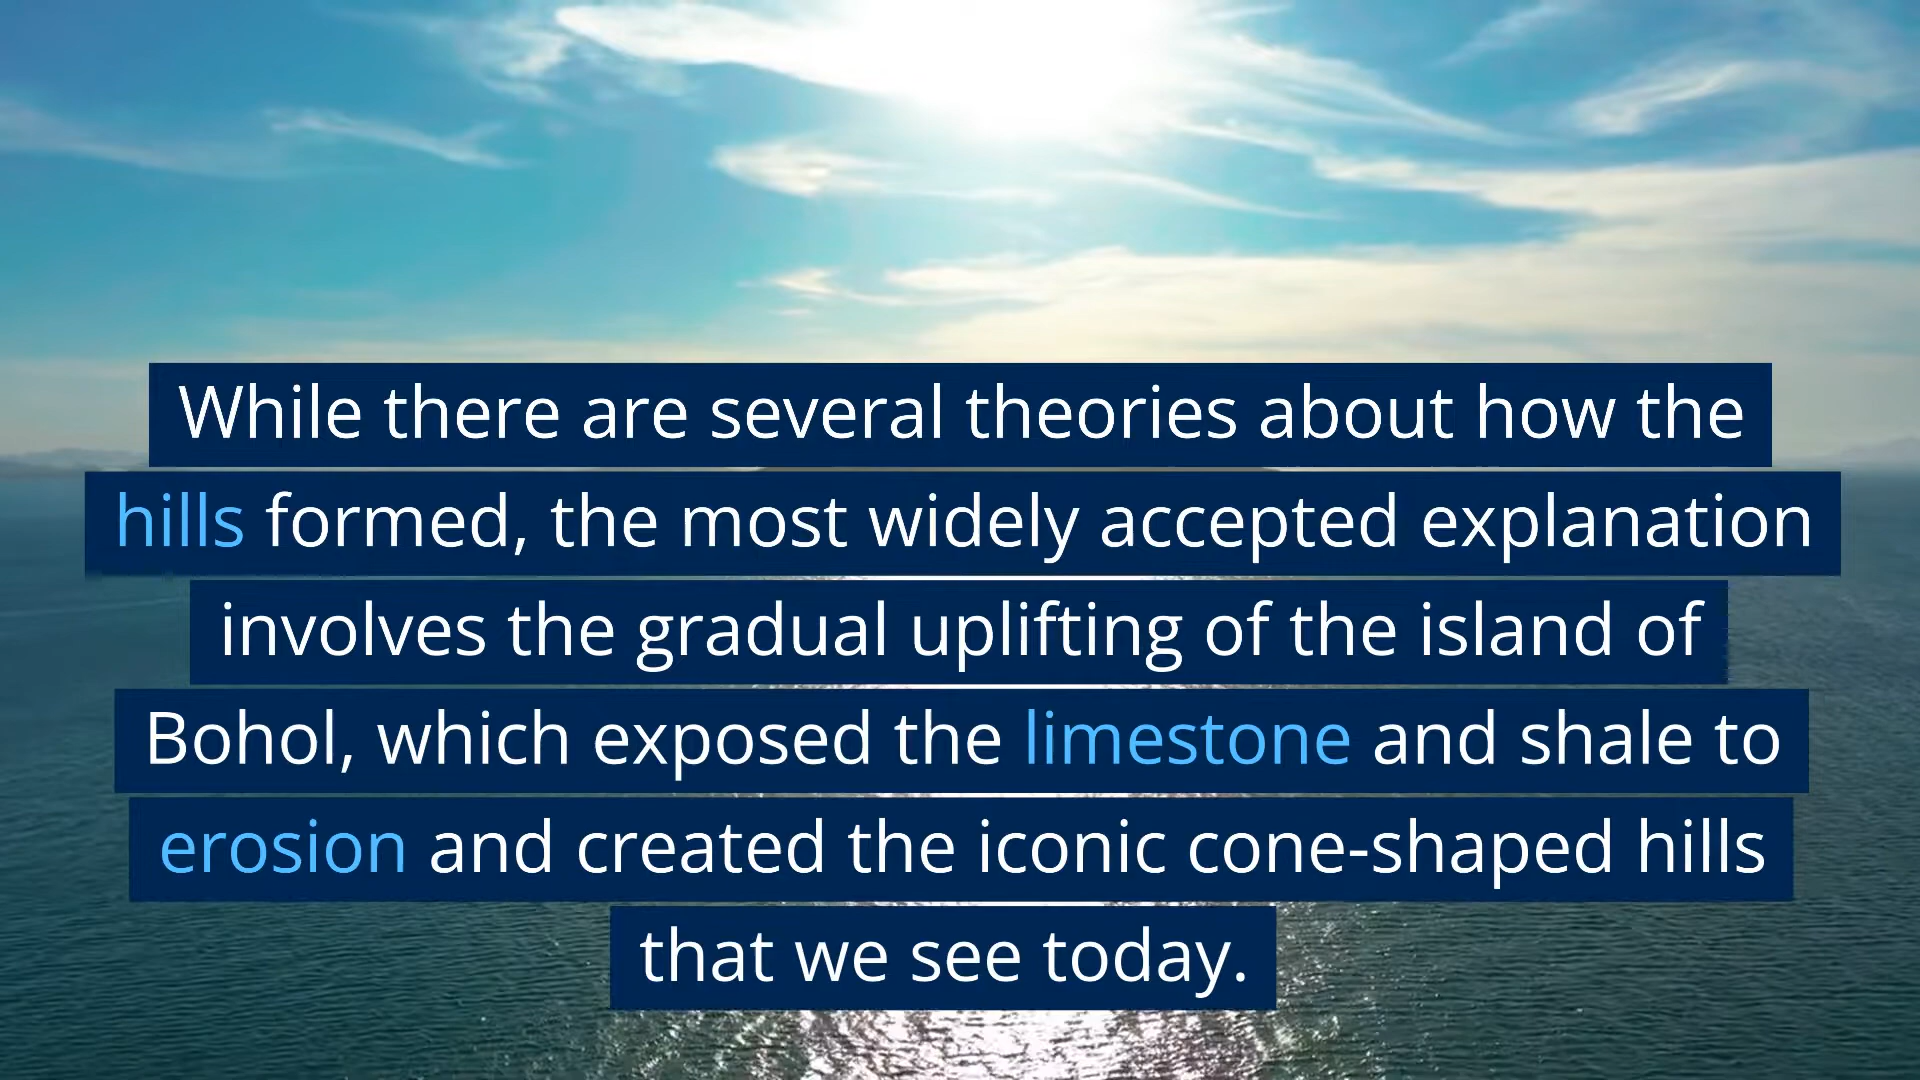 While there are several theories about how the
hills formed, the most widely accepted explanation
involves the gradual uplifting of the island of
Bohol, which exposed the limestone and shale to
erosion and created the iconic cone-shaped hills
that we see today.